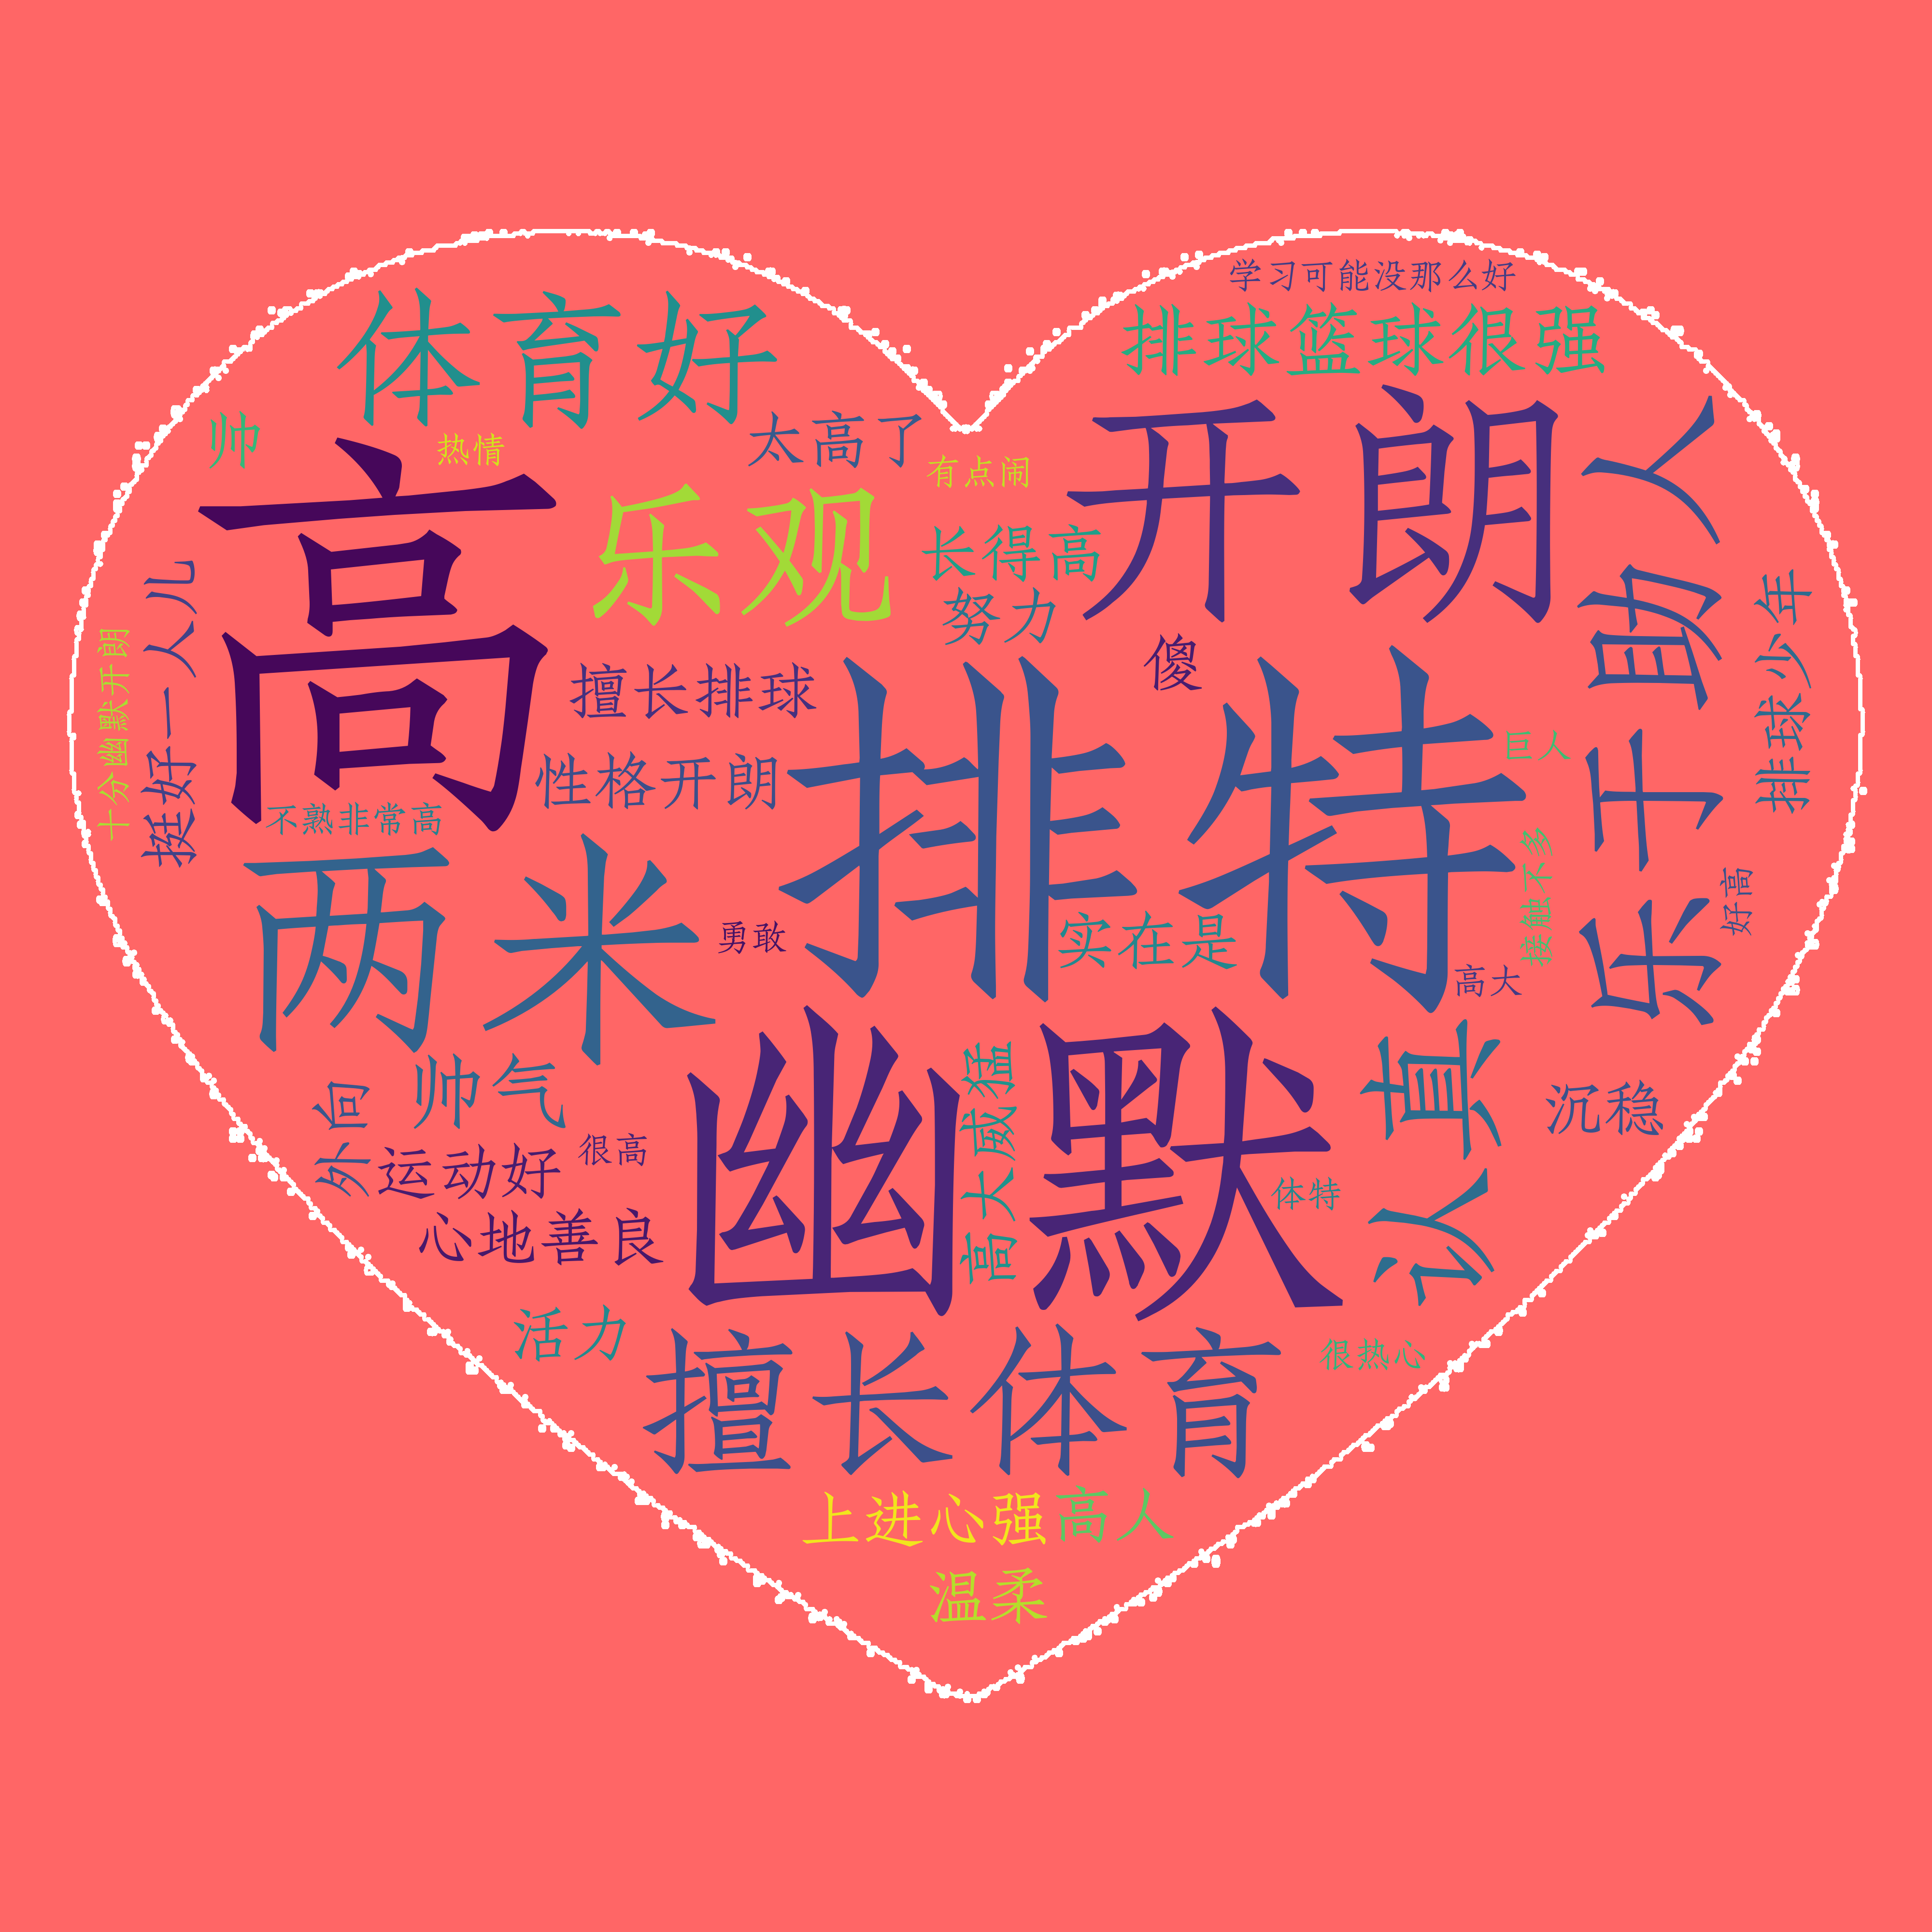 学习可能没那么好
体育好
排球篮球很强
帅
热情
太高了
有点闹
开朗
高
乐观
长得高
努力
乐于助人
排球少年
挺好一人儿
十分幽默开朗
傻
擅长排球
性格开朗
排特
巨人
不熟非常高
两米
勇敢
实在是
接触不多
好高
高大
幽默
高大威猛
帅气
沉稳
运动好
很高
体特
心地善良
活力
擅长体育
很热心
上进心强
高人
温柔